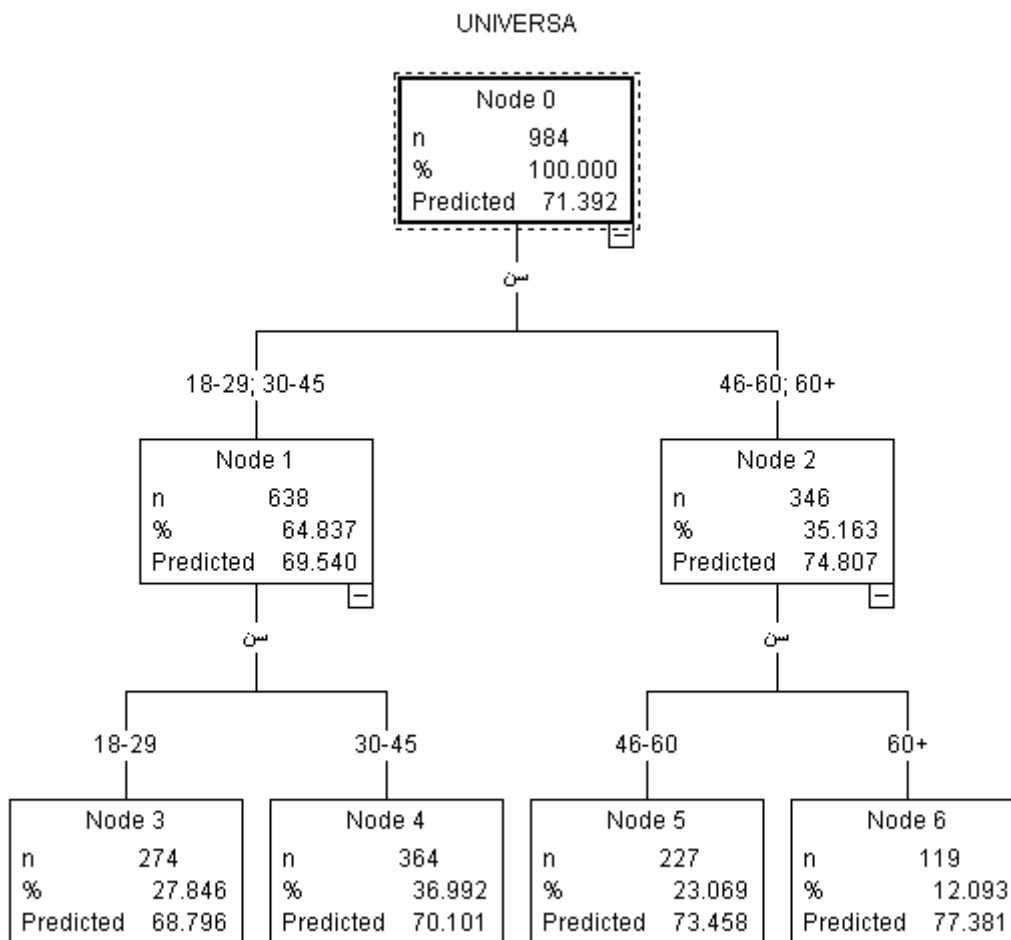 UNIVERSA
Node 0
n 984
% 100.000
Predicted 71.392
سن
18-29; 30-45
46-60; 60+
Node 1
n 638
% 64.837
Predicted 69.540
Node 2
n 346
% 35.163
Predicted 74.807
سن
سن
18-29
30-45
46-60
60+
Node 3
n 274
% 27.846
Predicted 68.796
Node 4
n 364
% 36.992
Predicted 70.101
Node 5
n 227
% 23.069
Predicted 73.458
Node 6
n 119
% 12.093
Predicted 77.381